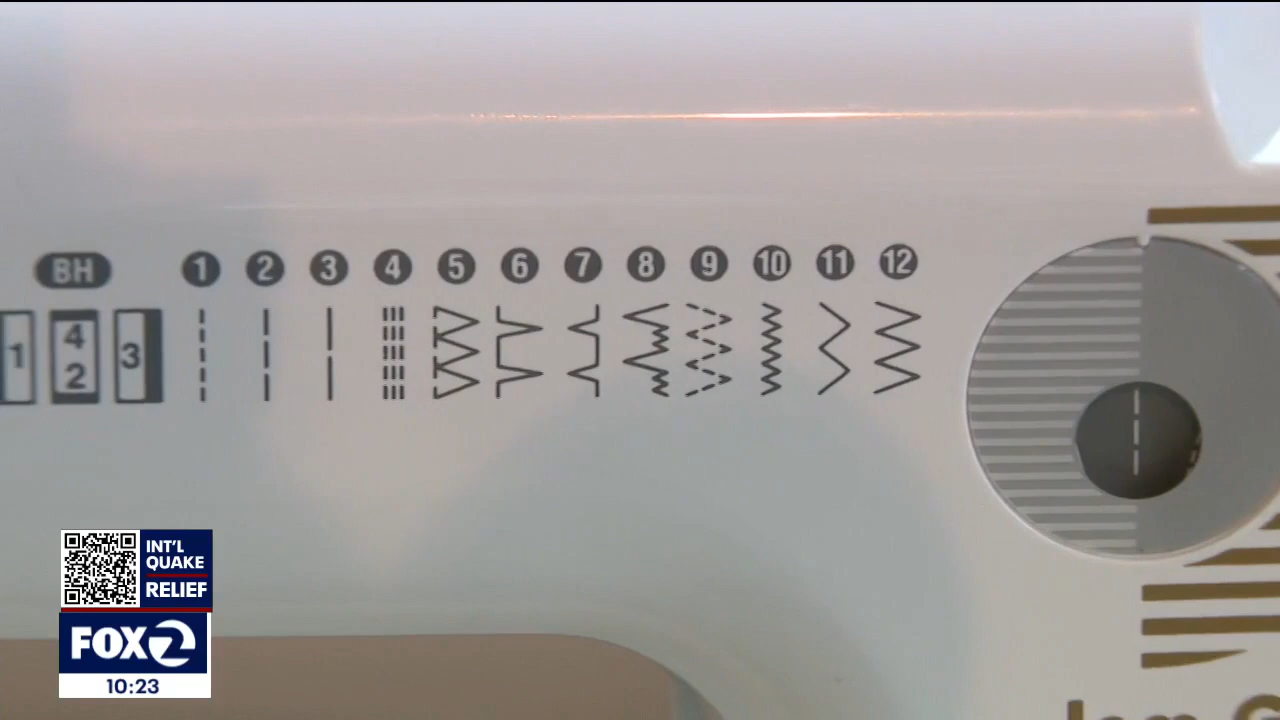 BH 1 2 3 4 5 6 7 8 9 10 11 12
1 4 3
2
INT'L
QUAKE
RELIEF
FOX 2
10:23